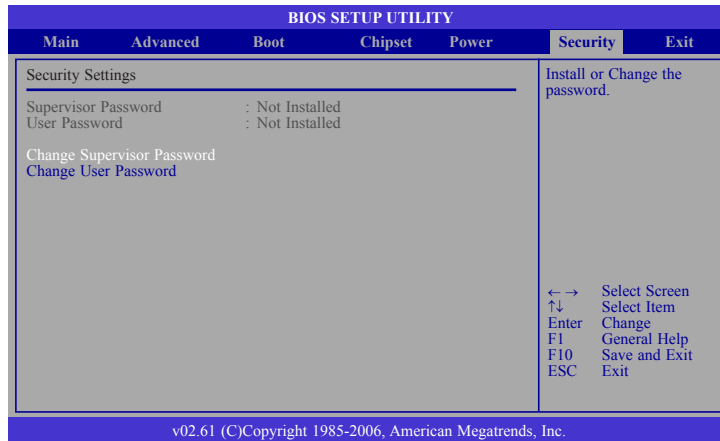 BIOS SETUP UTILITY
Main Advanced Boot Chipset Power Security Exit
Security Settings
Supervisor Password : Not Installed
User Password : Not Installed
Change Supervisor Password
Change User Password
Install or Change the
password.
←→ Select Screen
↑↓ Select Item
Enter Change
F1 General Help
F10 Save and Exit
ESC Exit
v02.61 (C)Copyright 1985-2006, American Megatrends, Inc.